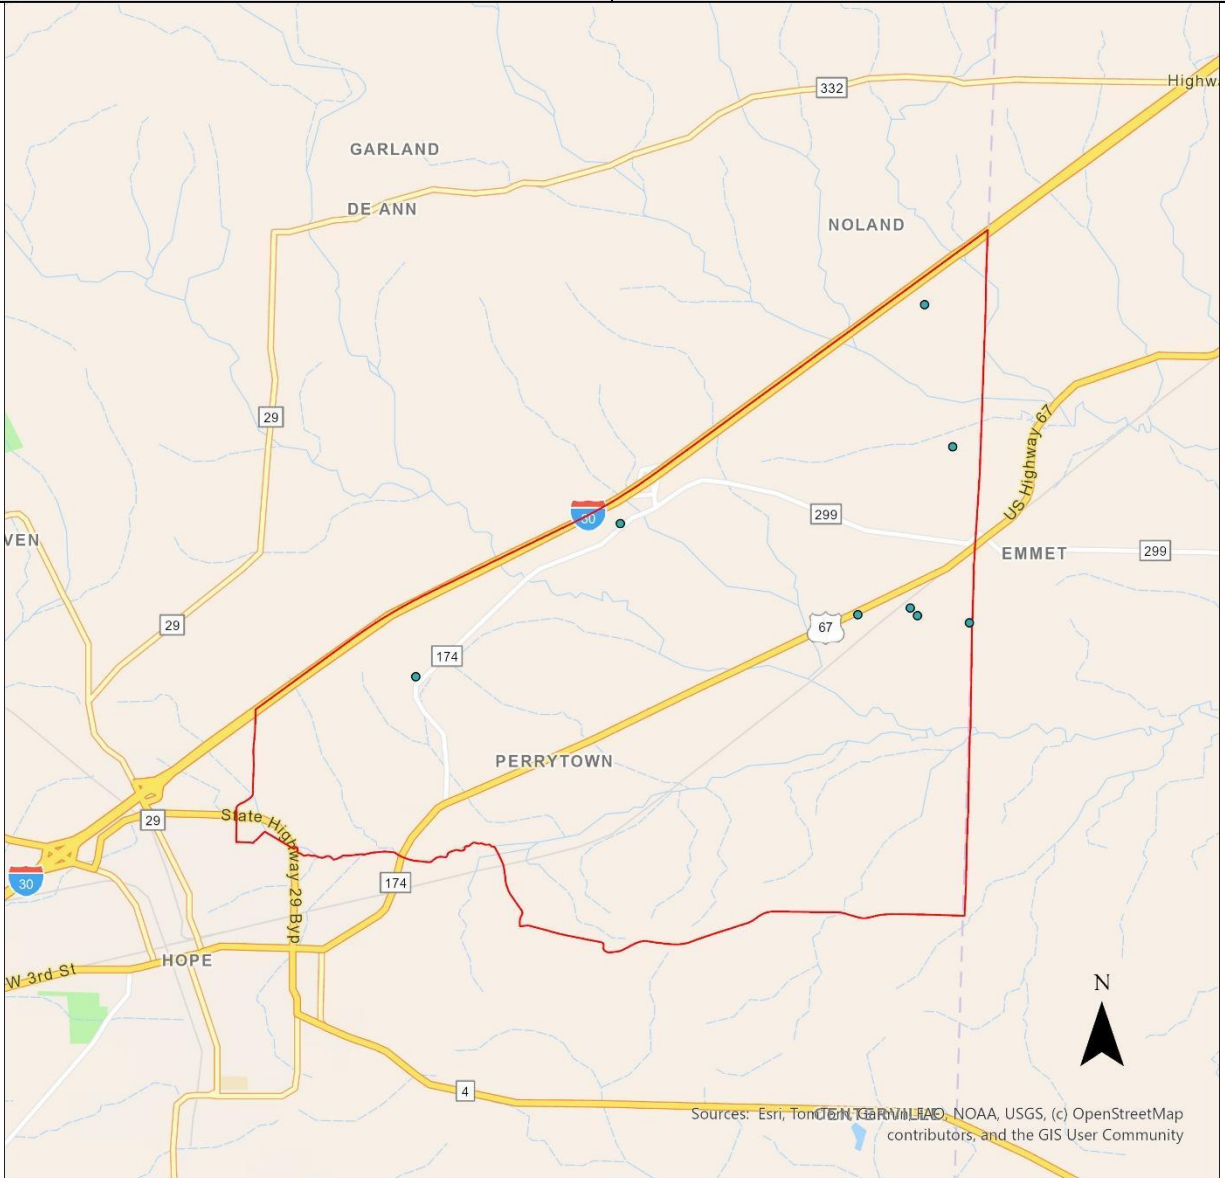 332
Highwa
GARLAND
DE ANN
NOLAND
29
US Highway 67
299
30
VEN
EMMET
299
29
67
174
PERRYTOWN
State Highway 29 Byp
29
30
174
HOPE
W 3rd St
N
4
CENTERVILLE
Sources: Esri, TomTom, Garmin, FAO, NOAA, USGS, (c) OpenStreetMap
contributors, and the GIS User Community